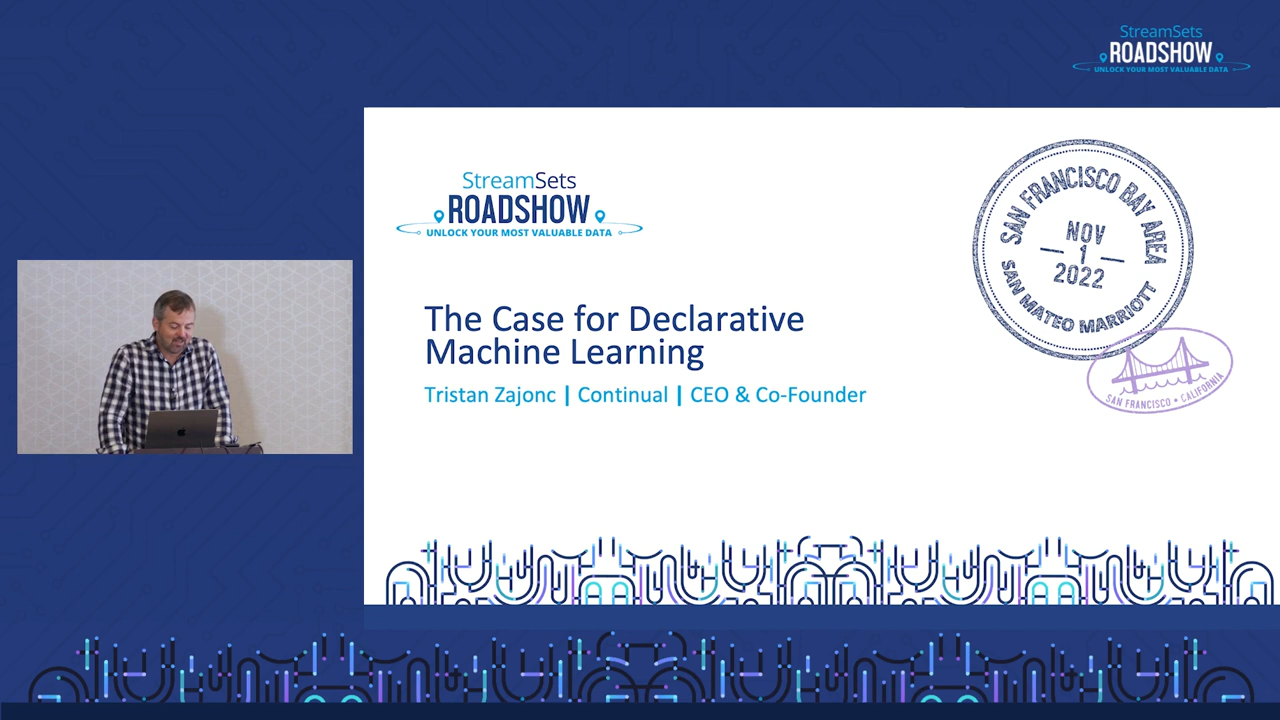 StreamSets
ROADSHOW
UNLOCK YOUR MOST VALUABLE DATA
StreamSets
ROADSHOW
UNLOCK YOUR MOST VALUABLE DATA
SAN FRANCISCO BAY AREA
NOV
1
2022
SAN MATEO MARRIOTT
SAN FRANCISCO • CALIFORNIA
The Case for Declarative
Machine Learning
Tristan Zajonc | Continual | CEO & Co-Founder